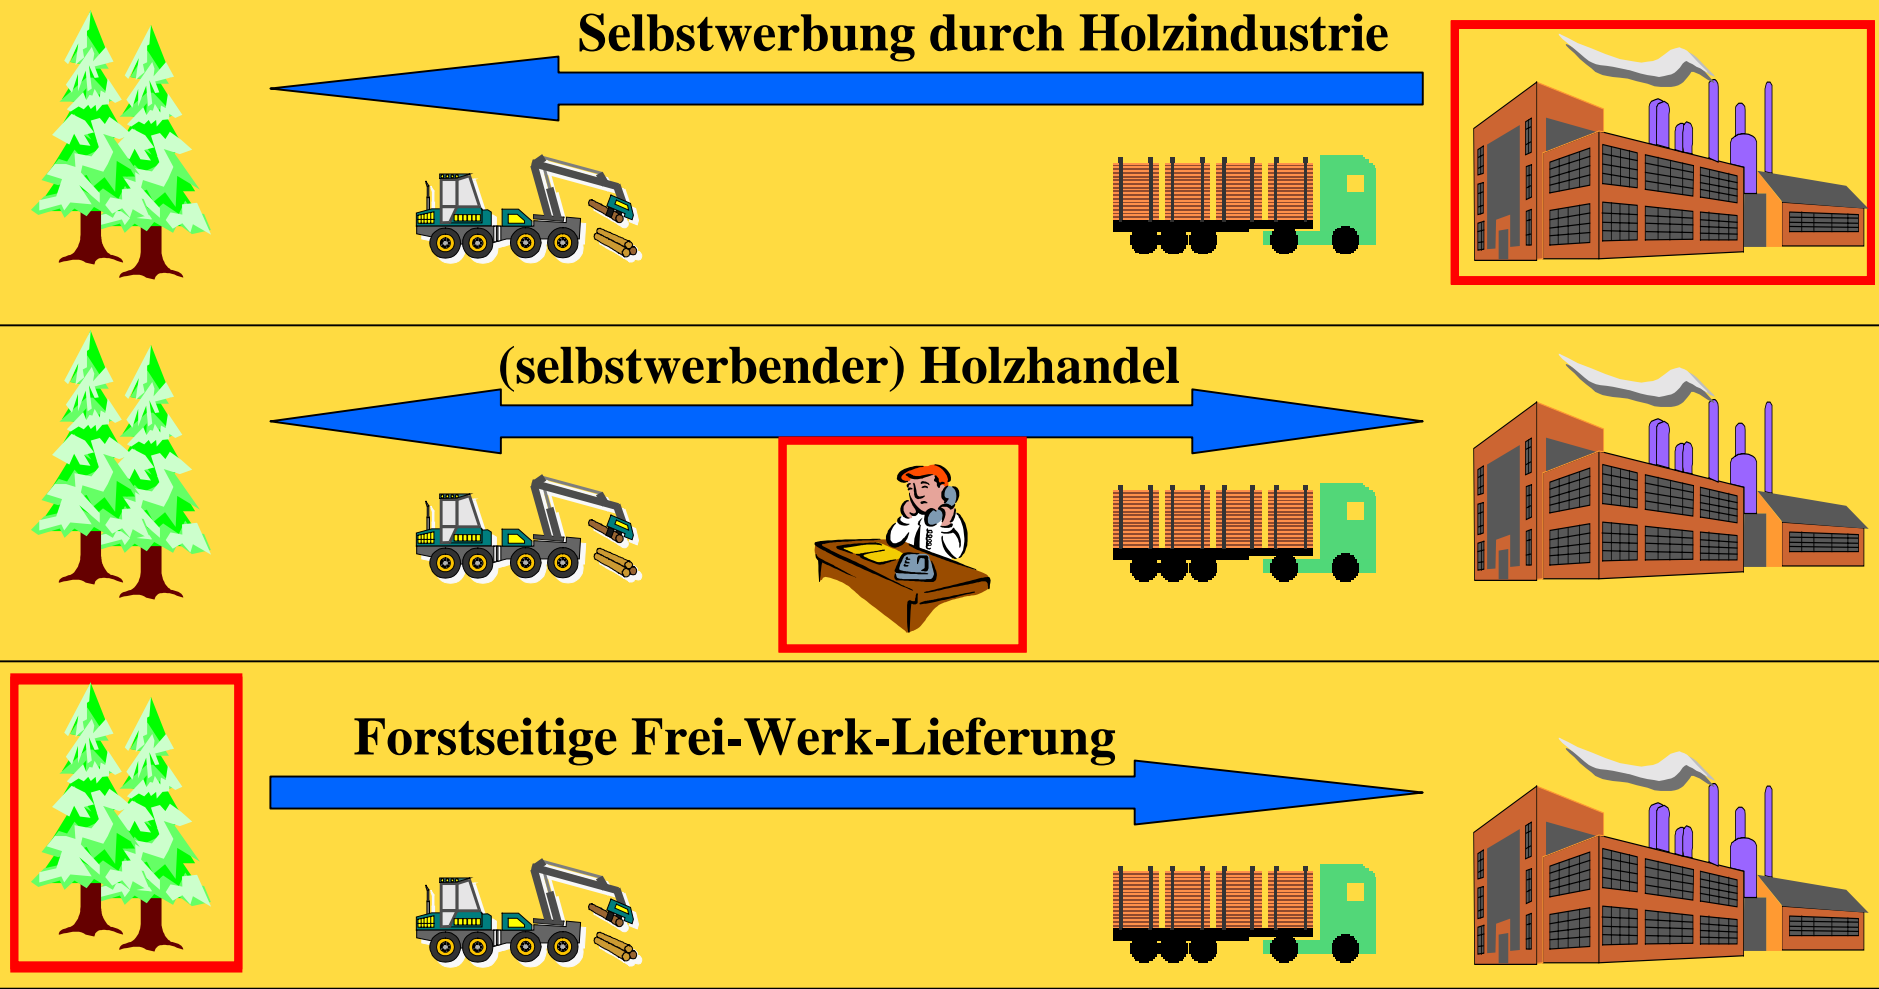 Selbstwerbung durch Holzindustrie
(selbstwerbender) Holzhandel
Forstseitige Frei-Werk-Lieferung